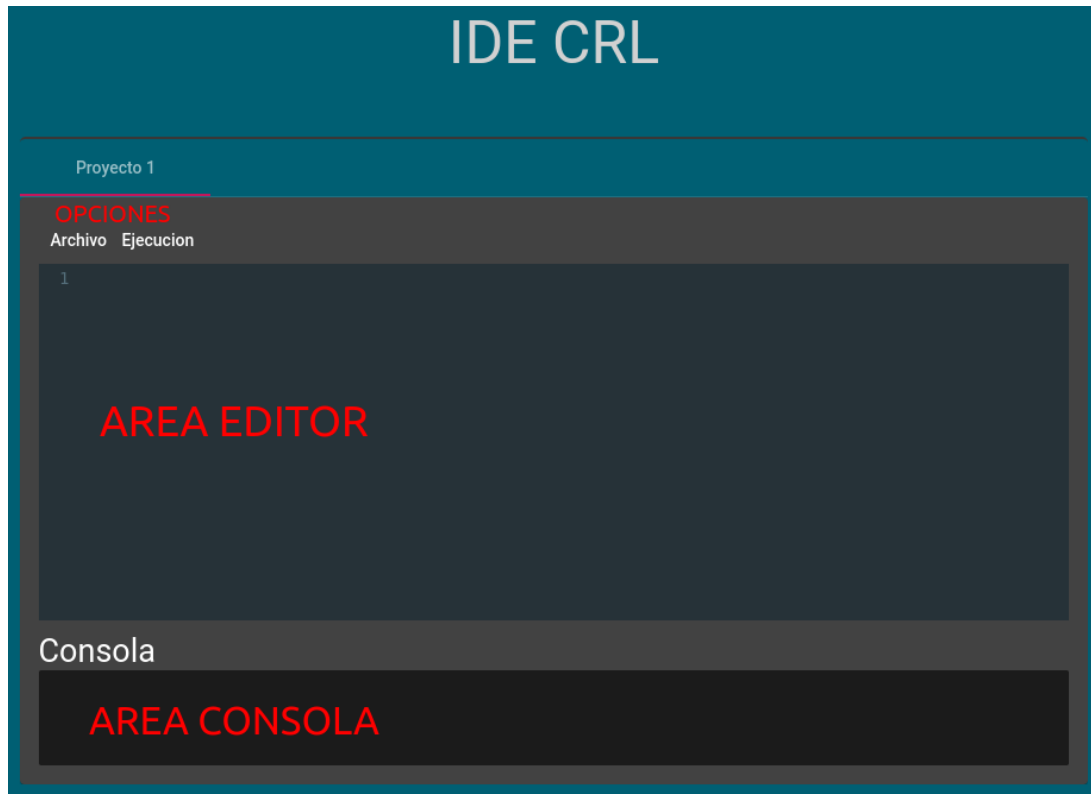 IDE CRL
Proyecto 1
OPCIONES
Archivo Ejecucion
1
AREA EDITOR
Consola
AREA CONSOLA